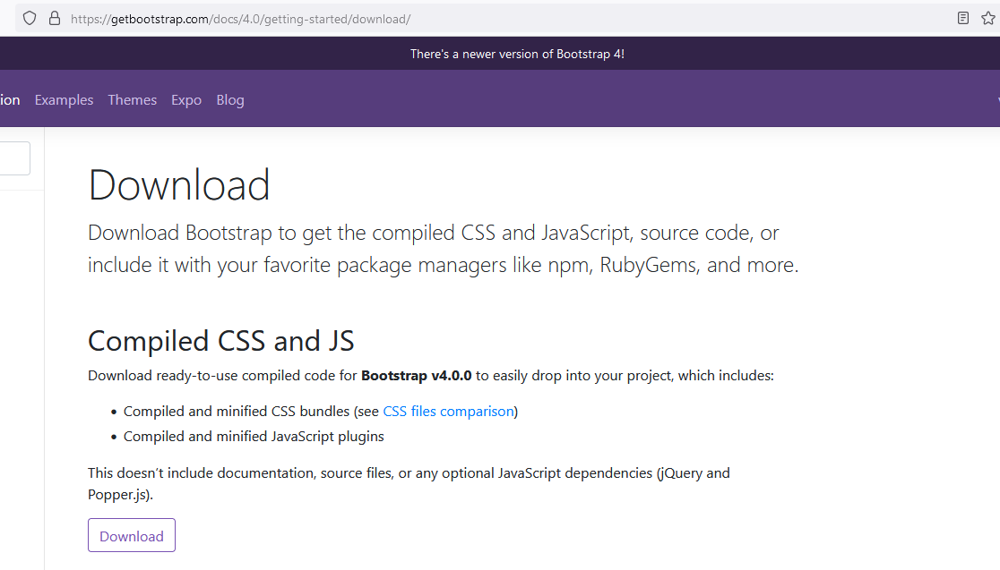 https://getbootstrap.com/docs/4.0/getting-started/download/
There's a newer version of Bootstrap 4!
ion Examples Themes Expo Blog
Download
Download Bootstrap to get the compiled CSS and JavaScript, source code, or
include it with your favorite package managers like npm, RubyGems, and more.
Compiled CSS and JS
Download ready-to-use compiled code for Bootstrap v4.0.0 to easily drop into your project, which includes:
• Compiled and minified CSS bundles (see CSS files comparison)
• Compiled and minified JavaScript plugins
This doesn’t include documentation, source files, or any optional JavaScript dependencies (jQuery and
Popper.js).
Download